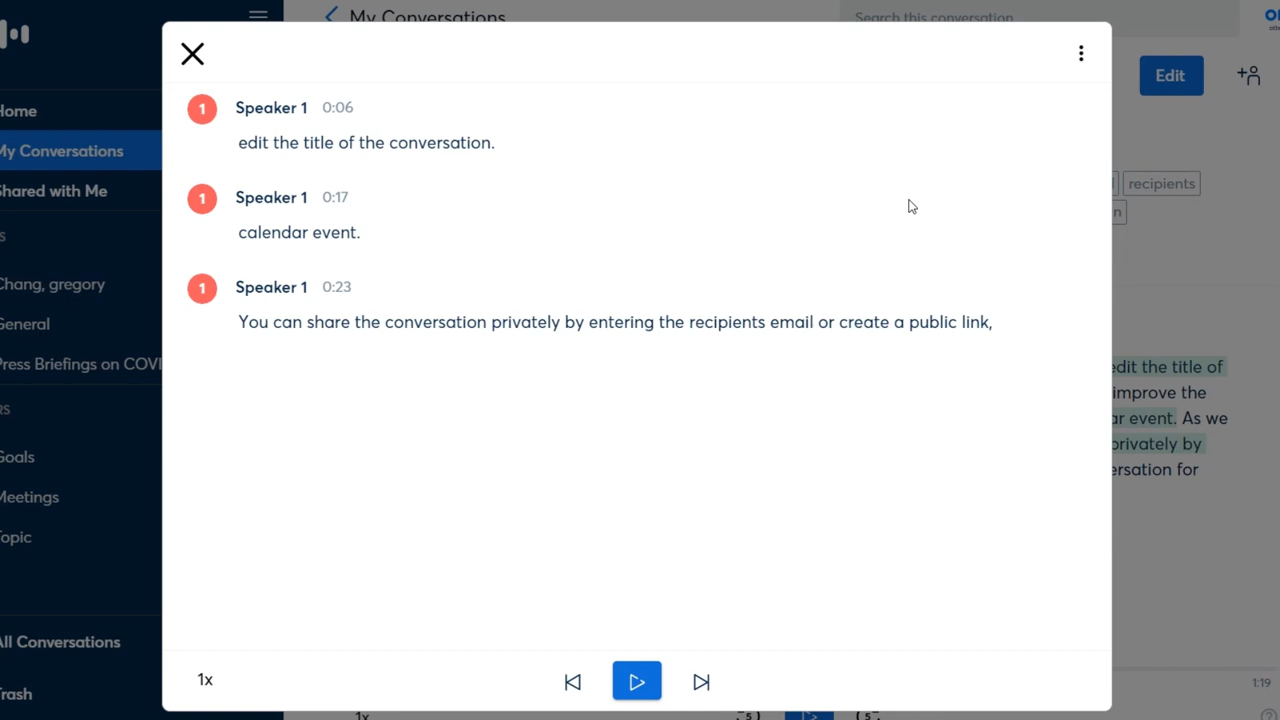 My Conversations
Search this conversation
Edit
Home
My Conversations
Shared with Me
Chang, gregory
General
Press Briefings on COVI
Goals
Meetings
Topic
All Conversations
Trash
1 Speaker 1 0:06
edit the title of the conversation.
1 Speaker 1 0:17
calendar event.
1 Speaker 1 0:23
You can share the conversation privately by entering the recipients email or create a public link,
1x
recipients
n
edit the title of
improve the
ar event. As we
privately by
ersation for
1:19
1x
5
5